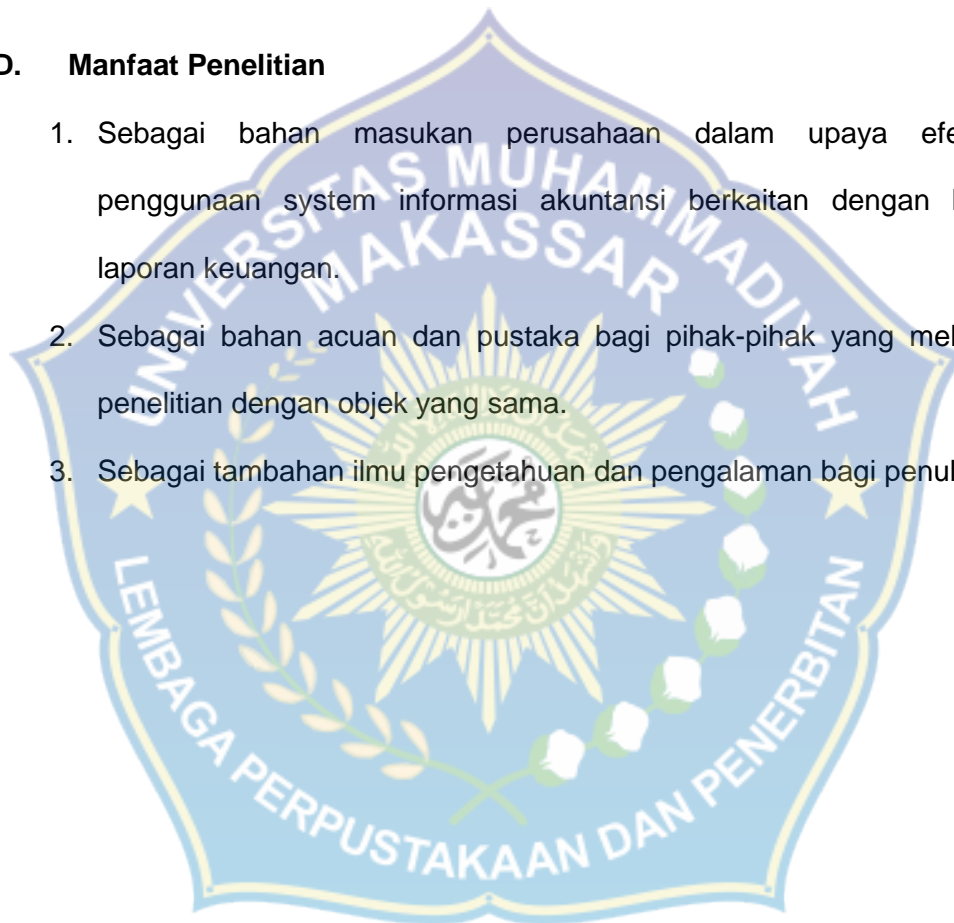 D. Manfaat Penelitian
1. Sebagai bahan masukan perusahaan dalam upaya
penggunaan system informasi akuntansi berkaitan dengan
laporan keuangan.
2. Sebagai bahan acuan dan pustaka bagi pihak-pihak yang
penelitian dengan objek yang sama.
3. Sebagai tambahan ilmu pengetahuan dan pengalaman bagi
UNIVERSITAS MUHAMMADIYAH
MAKASSAR
LEMBAGA PERPUSTAKAAN DAN PENERBITAN